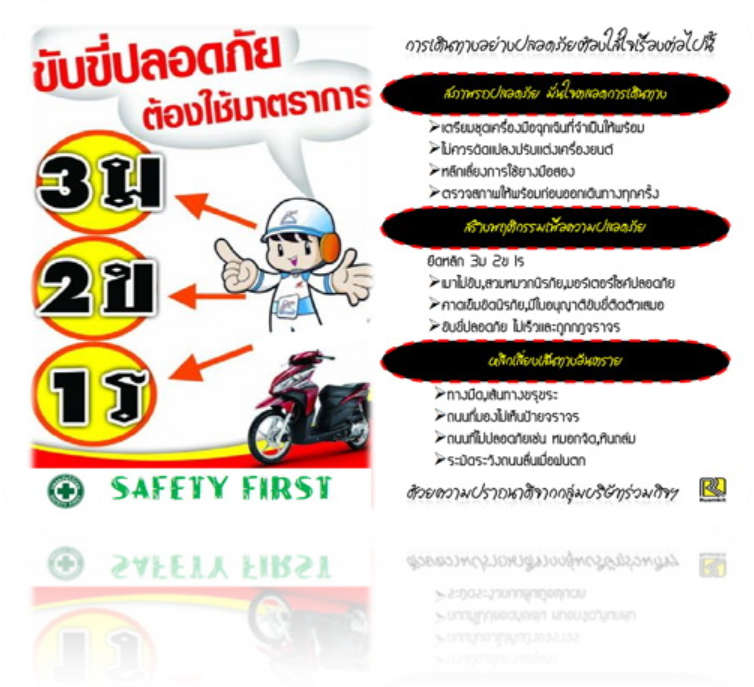 ขับขี่ปลอดภัย
ต้องใช้มาตราการ
3ม
2ข
1ร
SAFETY FIRST
การเดินทางอย่างปลอดภัยต้องใส่ใจเรื่องต่อไปนี้
สภาพรถปลอดภัย มั่นใจตลอดการเดินทาง
➢เตรียมชุดเครื่องมือฉุกเฉินที่จำเป็นให้พร้อม
➢ไม่ควรดัดแปลงปรับแต่งเครื่องยนต์
➢หลีกเลี่ยงการใช้ยางมือสอง
➢ตรวจสภาพให้พร้อมก่อนออกเดินทางทุกครั้ง
สร้างพฤติกรรมเพื่อความปลอดภัย
ยึดหลัก 3ม 2ข 1ร
➢เมาไม่ขับ,สวมหมวกนิรภัย,มอร์เตอร์ไซค์ปลอดภัย
➢คาดเข็มขัดนิรภัย,มีใบอนุญาติขับขี่ติดตัวเสมอ
➢ขับขี่ปลอดภัย ไม่เร็วและถูกกฎจราจร
หลีกเลี่ยงเส้นทางอันตราย
➢ทางมืด,เส้นทางขรุขระ
➢ถนนที่มองไม่เห็นป้ายจราจร
➢ถนนที่ไม่ปลอดภัยเช่น หมอกจัด,หินถล่ม
➢ระมัดระวังถนนลื่นเมื่อฝนตก
ด้วยความปรารถนาดีจากกลุ่มบริษัทร่วมกิจฯ